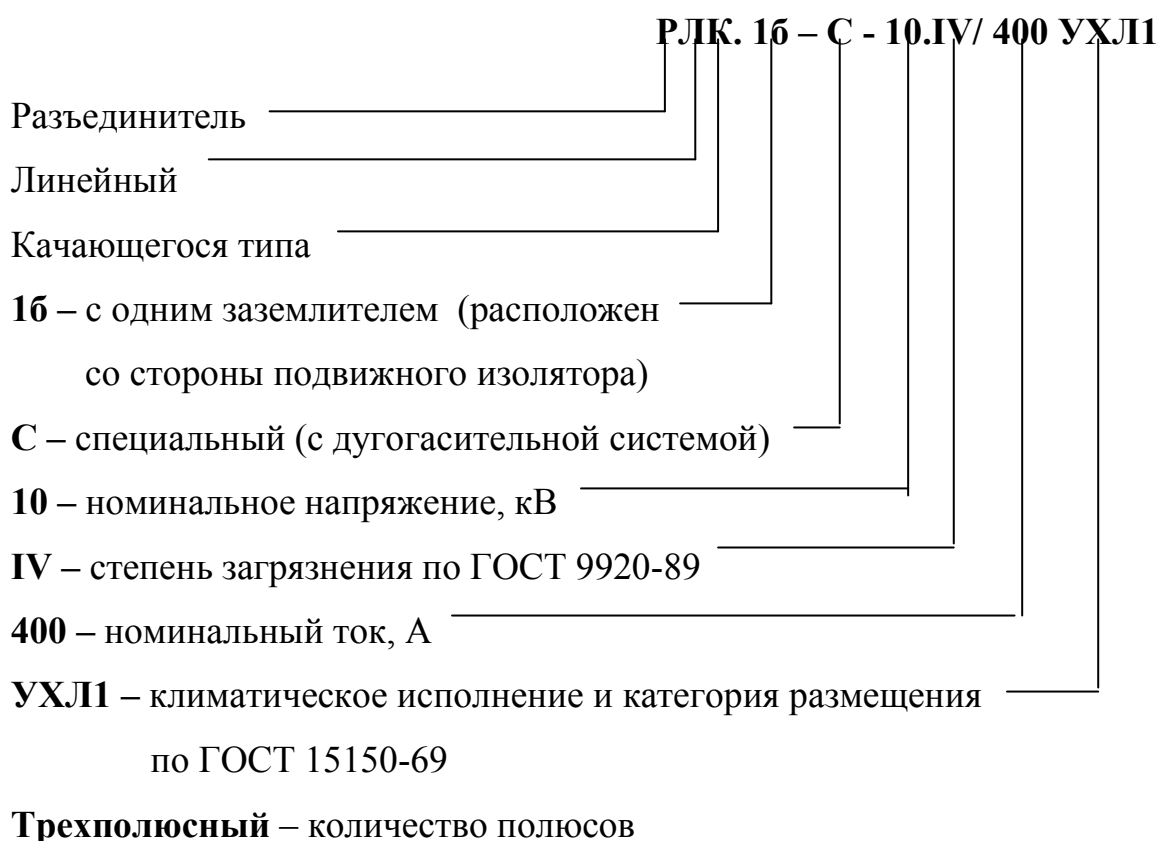 РЛК. 1б – С - 10.IV/ 400 УХЛ1
Разъединитель
Линейный
Качающегося типа
1б – с одним заземлителем (расположен
со стороны подвижного изолятора)
С – специальный (с дугогасительной системой)
10 – номинальное напряжение, кВ
IV – степень загрязнения по ГОСТ 9920-89
400 – номинальный ток, А
УХЛ1 – климатическое исполнение и категория размещения
по ГОСТ 15150-69
Трехполюсный – количество полюсов